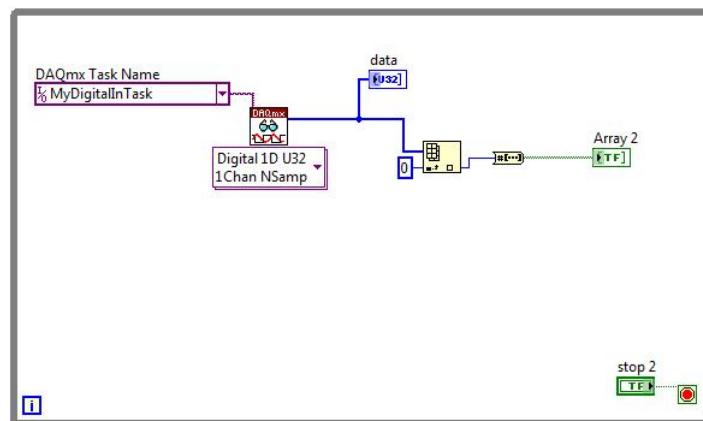 data
U32
DAQmx Task Name
MyDigitalInTask
DAQmx
Digital 1D U32
1Chan NSamp
0
#[...]
Array 2
TF
stop 2
TF
i